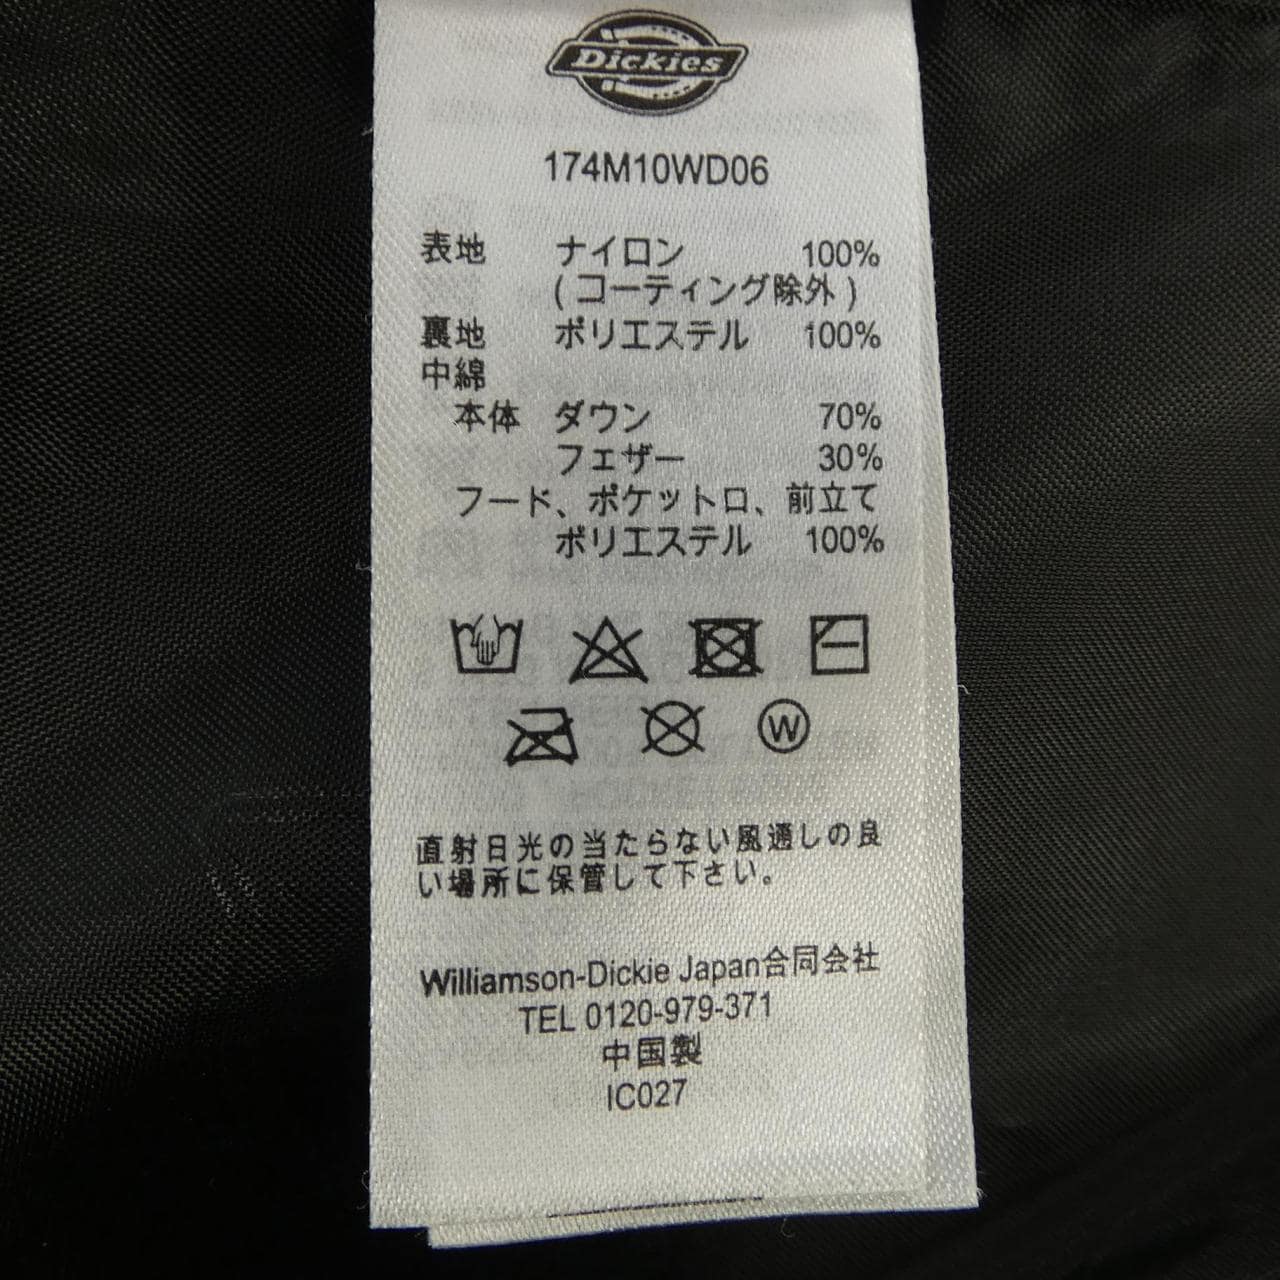 Dickies
174M10WD06
表地 ナイロン 100%
(コーティング除外)
裏地 ポリエステル 100%
中綿
本体 ダウン 70%
フェザー 30%
フード、ポケット口、前立て
ポリエステル 100%
W
直射日光の当たらない風通しの良
い場所に保管して下さい。
Williamson-Dickie Japan合同会社
TEL 0120-979-371
中国製
IC027